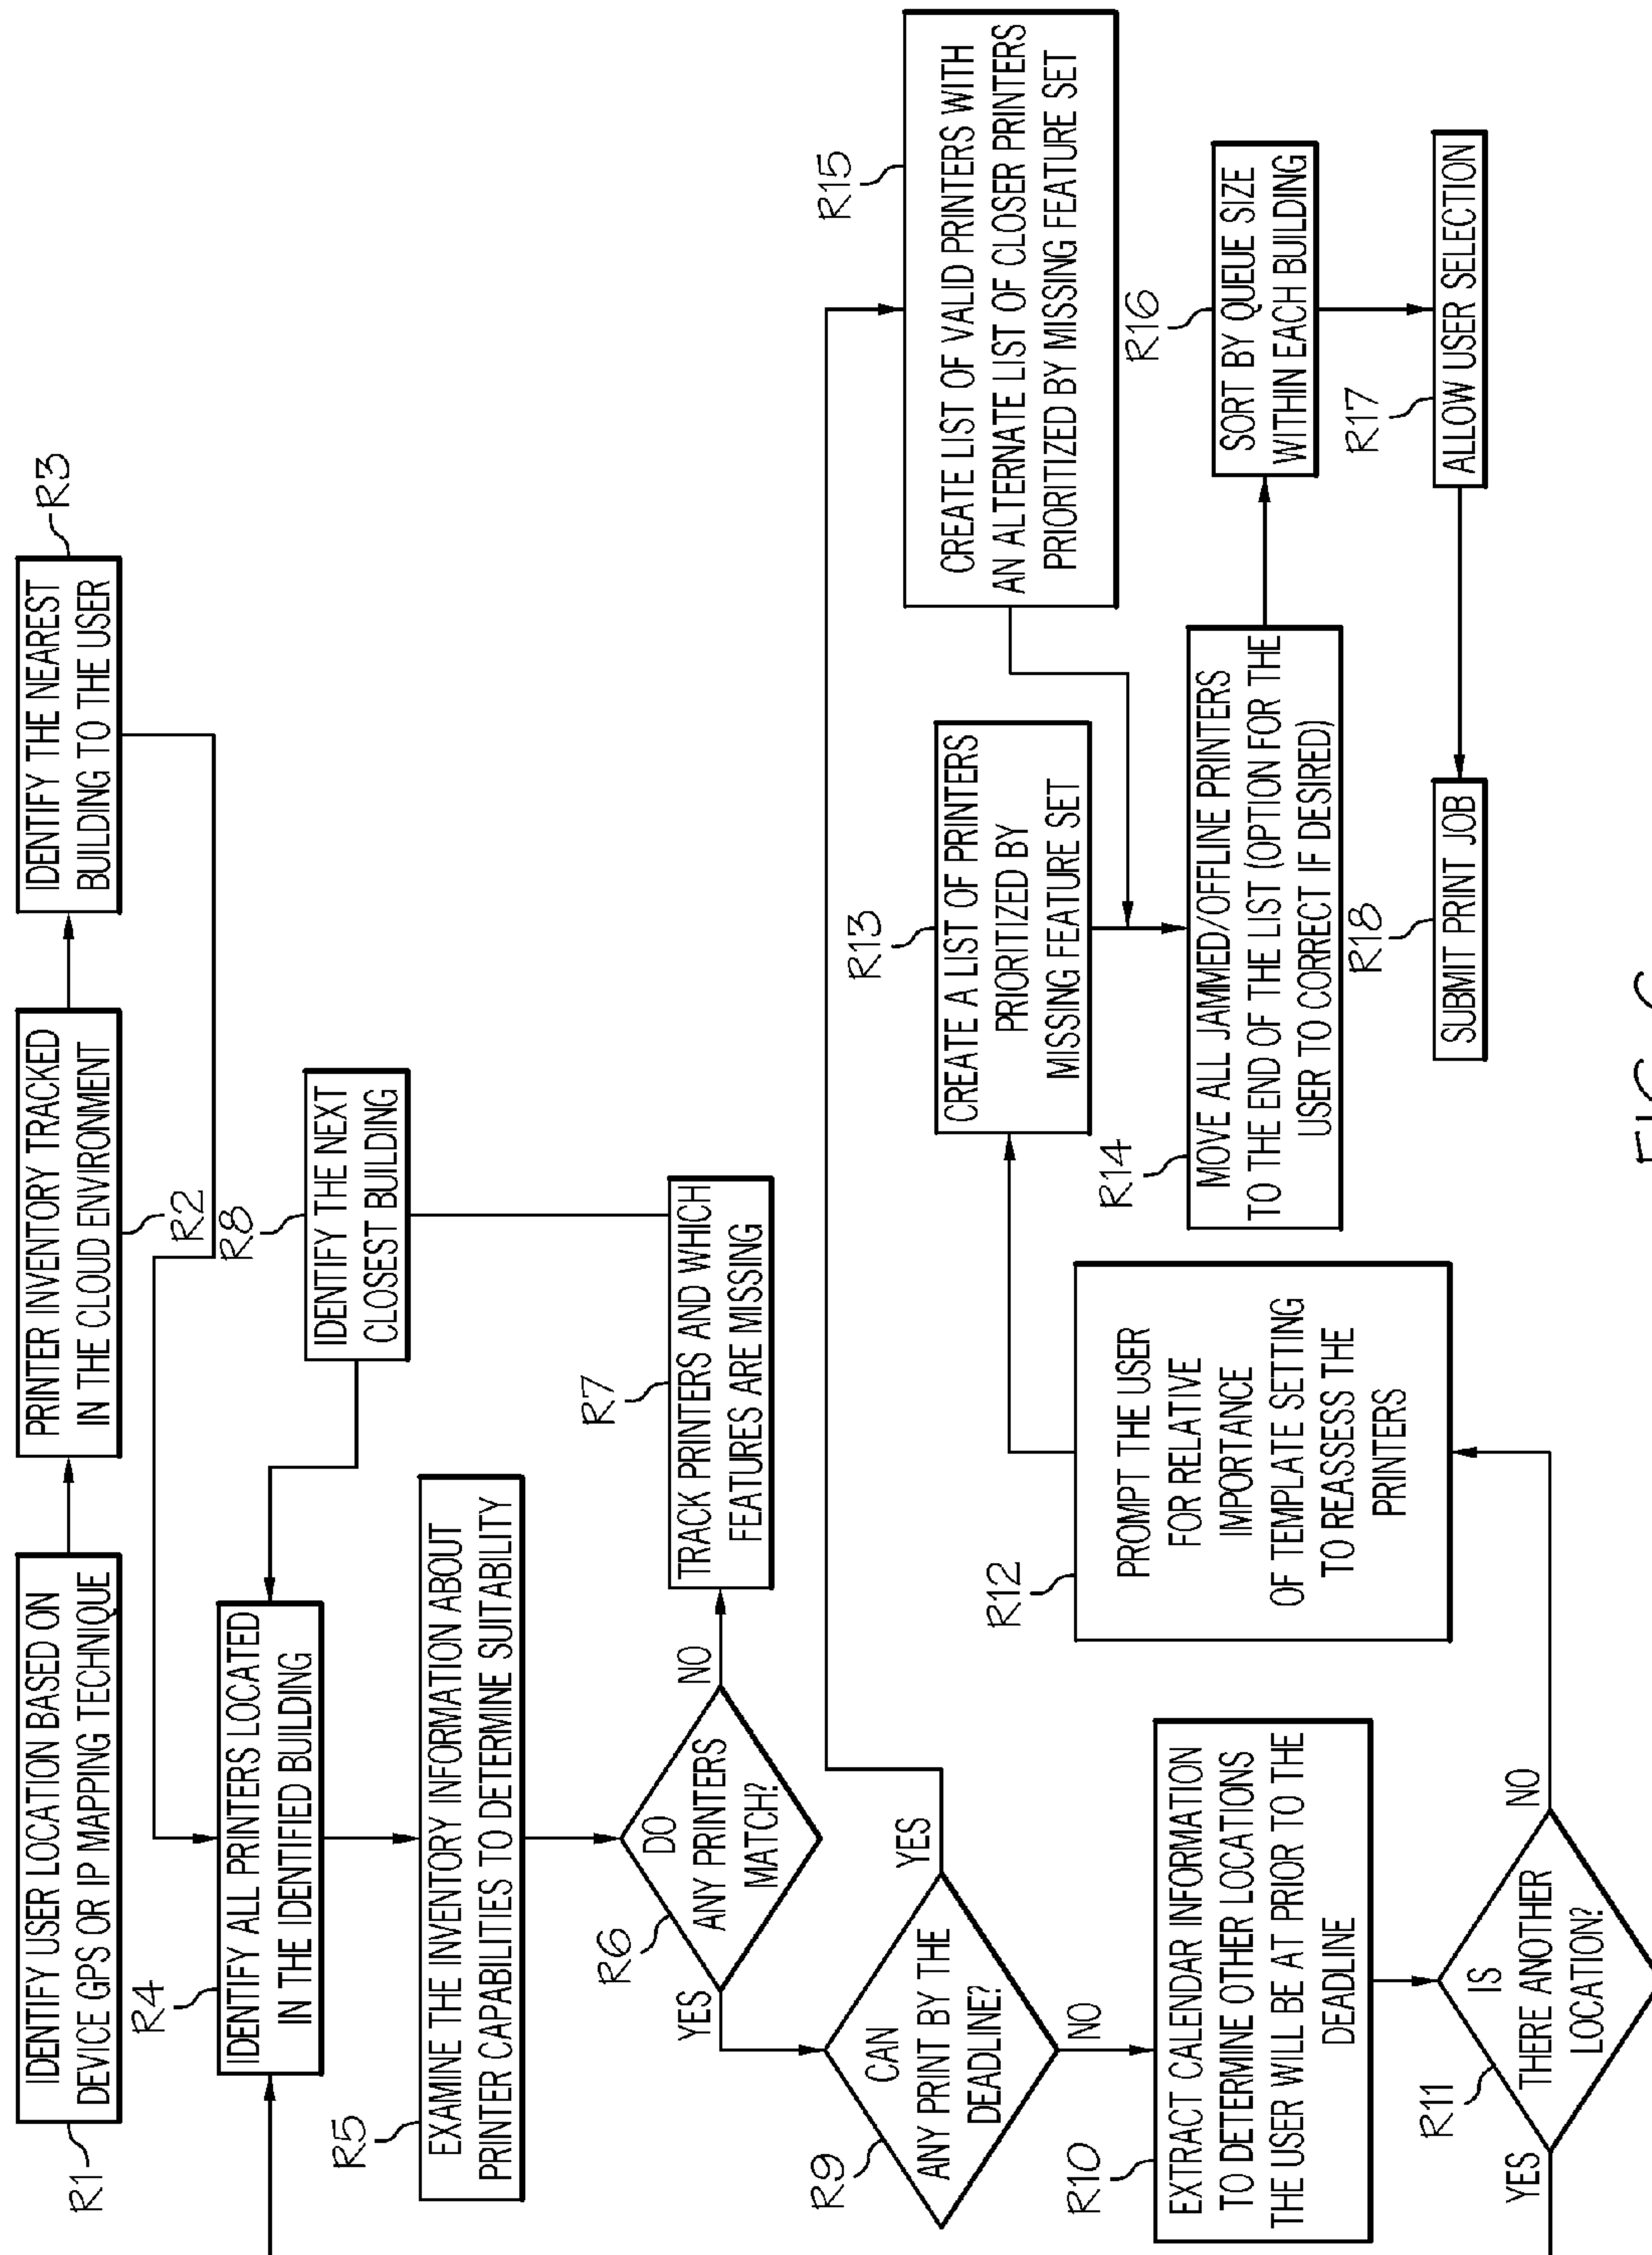 R1
IDENTIFY USER LOCATION BASED ON
DEVICE GPS OR IP MAPPING TECHNIQUE
PRINTER INVENTORY TRACKED
IN THE CLOUD ENVIRONMENT
R2
IDENTIFY THE NEAREST
BUILDING TO THE USER
R3
R4
IDENTIFY ALL PRINTERS LOCATED
IN THE IDENTIFIED BUILDING
R8
IDENTIFY THE NEXT
CLOSEST BUILDING
R5
EXAMINE THE INVENTORY INFORMATION ABOUT
PRINTER CAPABILITIES TO DETERMINE SUITABILITY
R6
DO
ANY PRINTERS
MATCH?
YES
NO
R7
TRACK PRINTERS AND WHICH
FEATURES ARE MISSING
R9
CAN
ANY PRINT BY THE
DEADLINE?
YES
NO
R10
EXTRACT CALENDAR INFORMATION
TO DETERMINE OTHER LOCATIONS
THE USER WILL BE AT PRIOR TO THE
DEADLINE
R11
IS
THERE ANOTHER
LOCATION?
YES
NO
R12
PROMPT THE USER
FOR RELATIVE
IMPORTANCE
OF TEMPLATE SETTING
TO REASSESS THE
PRINTERS
R13
CREATE A LIST OF PRINTERS
PRIORITIZED BY
MISSING FEATURE SET
R15
CREATE LIST OF VALID PRINTERS WITH
AN ALTERNATE LIST OF CLOSER PRINTERS
PRIORITIZED BY MISSING FEATURE SET
R14
MOVE ALL JAMMED/OFFLINE PRINTERS
TO THE END OF THE LIST (OPTION FOR THE
USER TO CORRECT IF DESIRED)
R16
SORT BY QUEUE SIZE
WITHIN EACH BUILDING
R17
ALLOW USER SELECTION
R18
SUBMIT PRINT JOB